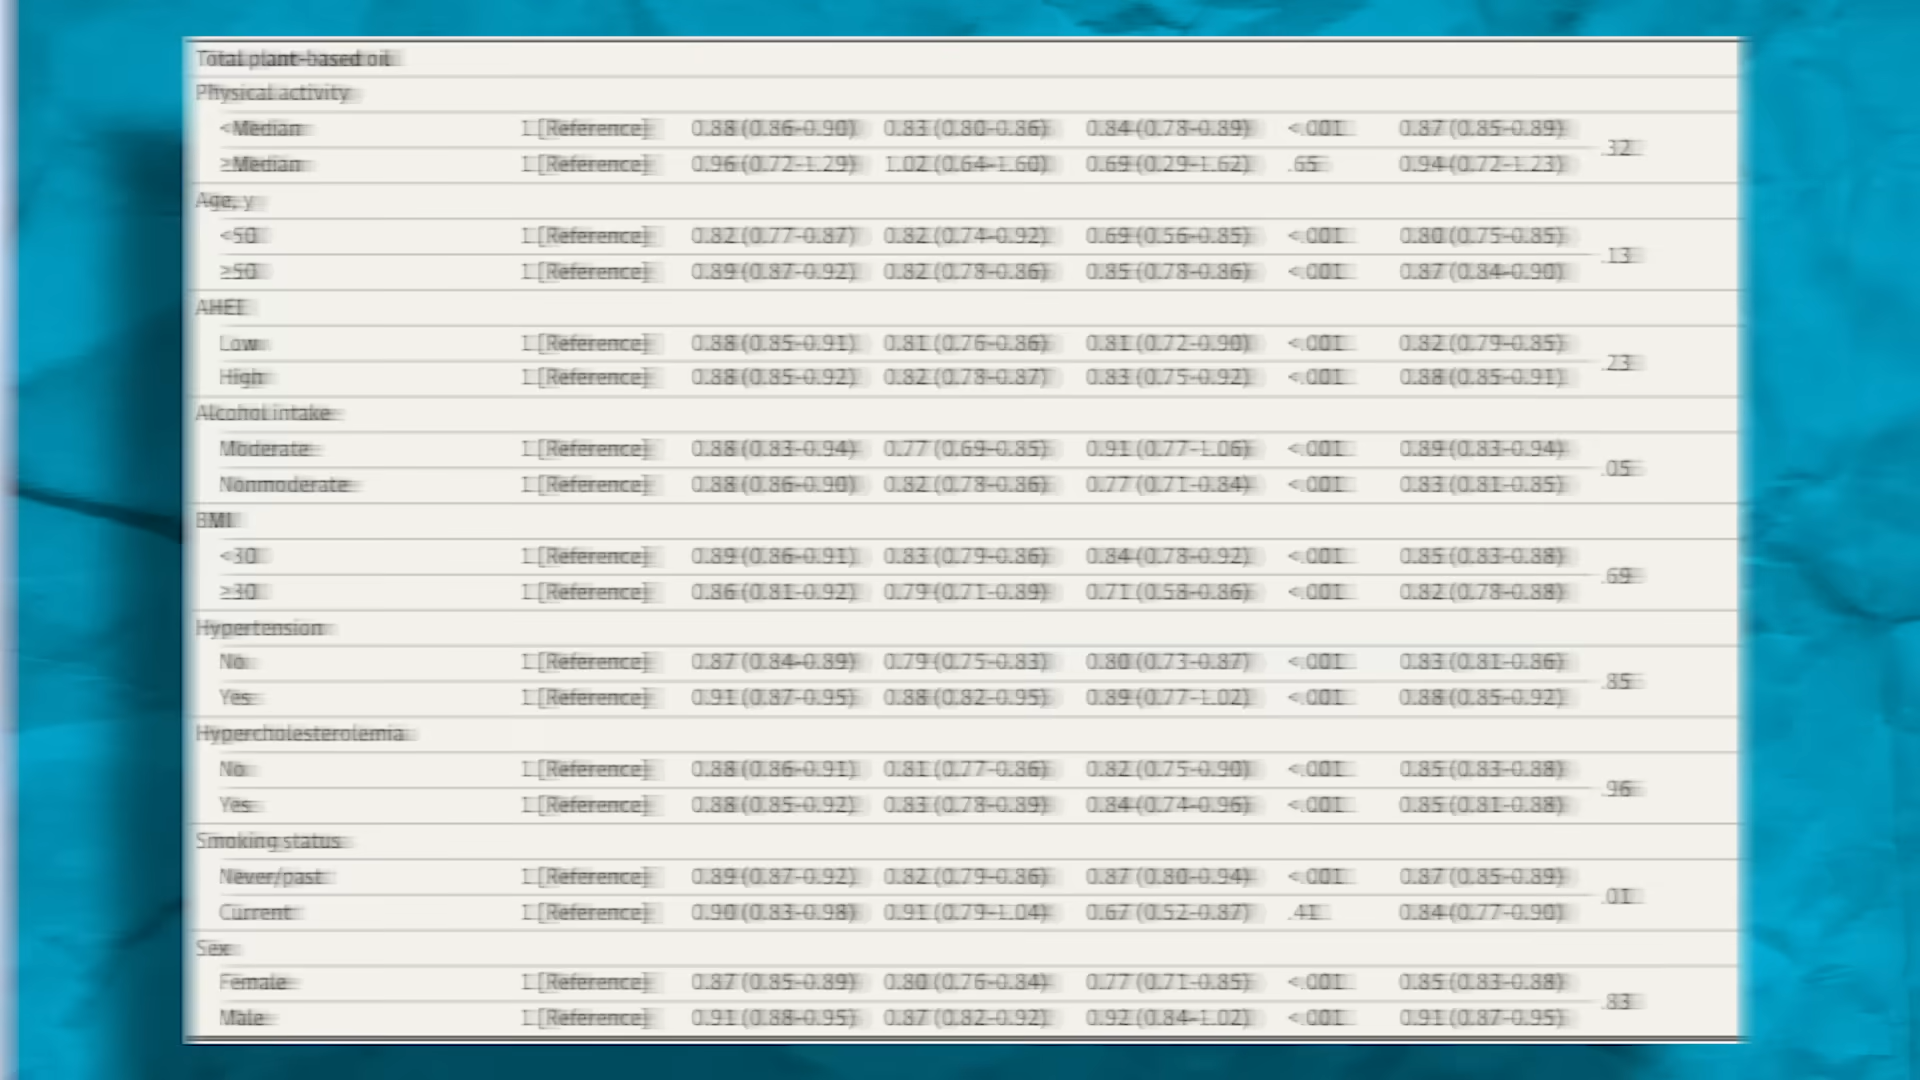 Total plant-based oil
Physical activity
<Median 1 [Reference] 0.88 (0.86-0.90) 0.83 (0.80-0.86) 0.84 (0.78-0.89) <.001 0.87 (0.85-0.89)
.32
≥Median 1 [Reference] 0.96 (0.72-1.29) 1.02 (0.64-1.60) 0.69 (0.29-1.62) .65 0.94 (0.72-1.23)
Age, y
<50 1 [Reference] 0.82 (0.77-0.87) 0.82 (0.74-0.92) 0.69 (0.56-0.85) <.001 0.80 (0.75-0.85)
.13
≥50 1 [Reference] 0.89 (0.87-0.92) 0.82 (0.78-0.86) 0.85 (0.78-0.86) <.001 0.87 (0.84-0.90)
AHEI
Low 1 [Reference] 0.88 (0.85-0.91) 0.81 (0.76-0.86) 0.81 (0.72-0.90) <.001 0.82 (0.79-0.85)
.23
High 1 [Reference] 0.88 (0.85-0.92) 0.82 (0.78-0.87) 0.83 (0.75-0.92) <.001 0.88 (0.85-0.91)
Alcohol intake
Moderate 1 [Reference] 0.88 (0.83-0.94) 0.77 (0.69-0.85) 0.91 (0.77-1.06) <.001 0.89 (0.83-0.94)
.05
Nonmoderate 1 [Reference] 0.88 (0.86-0.90) 0.82 (0.78-0.86) 0.77 (0.71-0.84) <.001 0.83 (0.81-0.85)
BMI
<30 1 [Reference] 0.89 (0.86-0.91) 0.83 (0.79-0.86) 0.84 (0.78-0.92) <.001 0.85 (0.83-0.88)
.69
≥30 1 [Reference] 0.86 (0.81-0.92) 0.79 (0.71-0.89) 0.71 (0.58-0.86) <.001 0.82 (0.78-0.88)
Hypertension
No 1 [Reference] 0.87 (0.84-0.89) 0.79 (0.75-0.83) 0.80 (0.73-0.87) <.001 0.83 (0.81-0.86)
.85
Yes 1 [Reference] 0.91 (0.87-0.95) 0.88 (0.82-0.95) 0.89 (0.77-1.02) <.001 0.88 (0.85-0.92)
Hypercholesterolemia
No 1 [Reference] 0.88 (0.86-0.91) 0.81 (0.77-0.86) 0.82 (0.75-0.90) <.001 0.85 (0.83-0.88)
.96
Yes 1 [Reference] 0.88 (0.85-0.92) 0.83 (0.78-0.89) 0.84 (0.74-0.96) <.001 0.85 (0.81-0.88)
Smoking status
Never/past 1 [Reference] 0.89 (0.87-0.92) 0.82 (0.79-0.86) 0.87 (0.80-0.94) <.001 0.87 (0.85-0.89)
.01
Current 1 [Reference] 0.90 (0.83-0.98) 0.91 (0.79-1.04) 0.67 (0.52-0.87) .41 0.84 (0.77-0.90)
Sex
Female 1 [Reference] 0.87 (0.85-0.89) 0.80 (0.76-0.84) 0.77 (0.71-0.85) <.001 0.85 (0.83-0.88)
.83
Male 1 [Reference] 0.91 (0.88-0.95) 0.87 (0.82-0.92) 0.92 (0.84-1.02) <.001 0.91 (0.87-0.95)